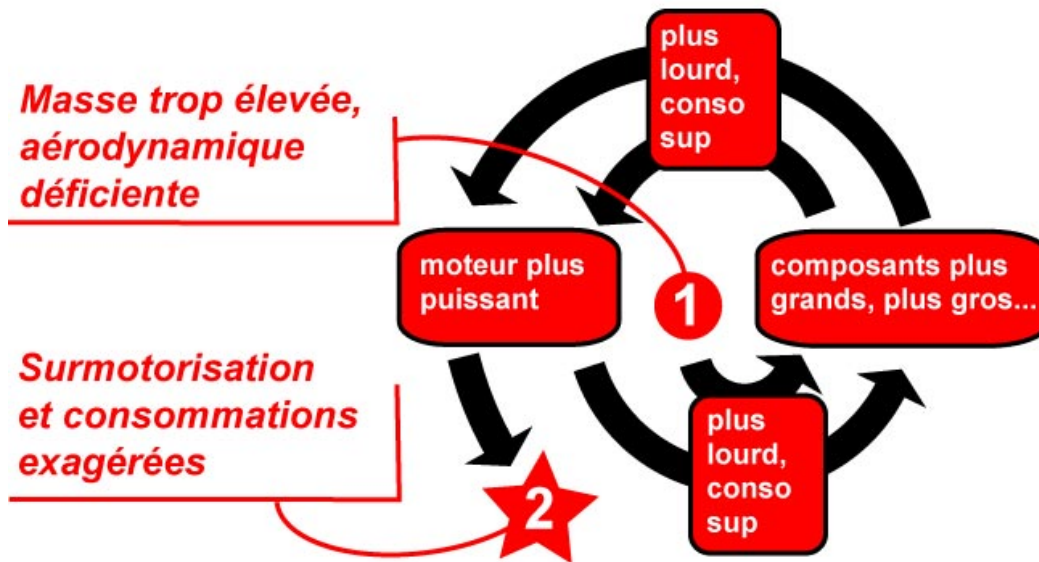 plus
lourd,
conso
sup
Masse trop élevée,
aérodynamique
déficiente
moteur plus
puissant
1
composants plus
grands, plus gros...
Surmotorisation
et consommations
exagérées
2
plus
lourd,
conso
sup